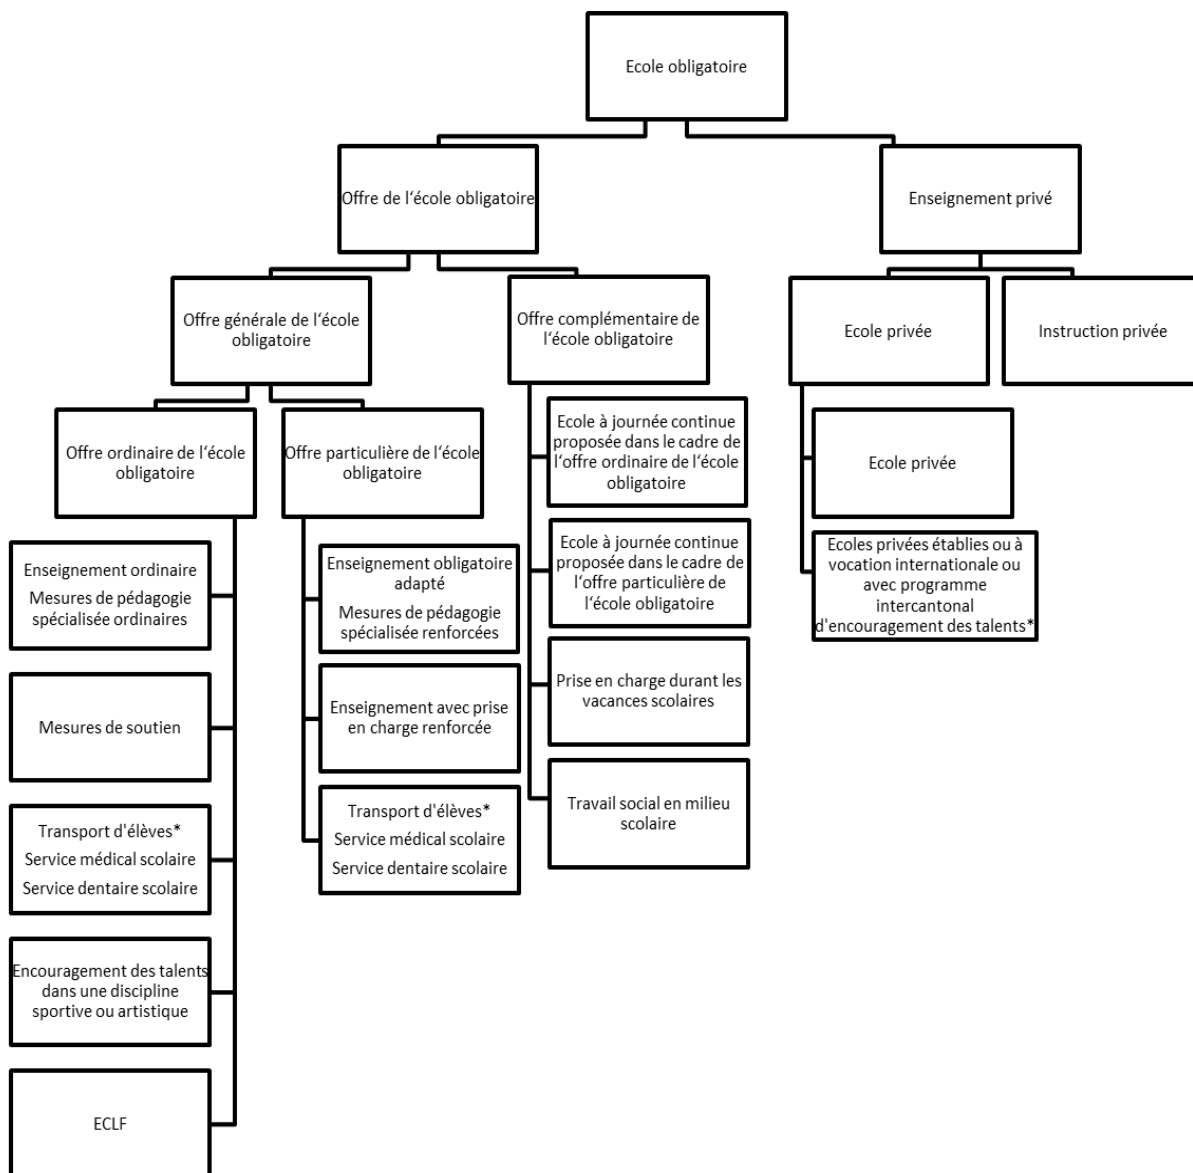 Ecole obligatoire
Offre de l‘école obligatoire
Enseignement privé
Offre générale de l‘école
obligatoire
Offre complémentaire de
l‘école obligatoire
Ecole privée
Instruction privée
Offre ordinaire de l‘école
obligatoire
Offre particulière de l‘école
obligatoire
Ecole à journée continue
proposée dans le cadre de
l‘offre ordinaire de l‘école
obligatoire
Ecole privée
Enseignement ordinaire
Mesures de pédagogie
spécialisée ordinaires
Enseignement obligatoire
adapté
Mesures de pédagogie
spécialisée renforcées
Ecole à journée continue
proposée dans le cadre de
l‘offre particulière de
l‘école obligatoire
Ecoles privées établies ou à
vocation internationale ou
avec programme
intercantonal
d'encouragement des talents*
Mesures de soutien
Enseignement avec prise
en charge renforcée
Prise en charge durant les
vacances scolaires
Transport d'élèves*
Service médical scolaire
Service dentaire scolaire
Transport d'élèves*
Service médical scolaire
Service dentaire scolaire
Travail social en milieu
scolaire
Encouragement des talents
dans une discipline
sportive ou artistique
ECLF